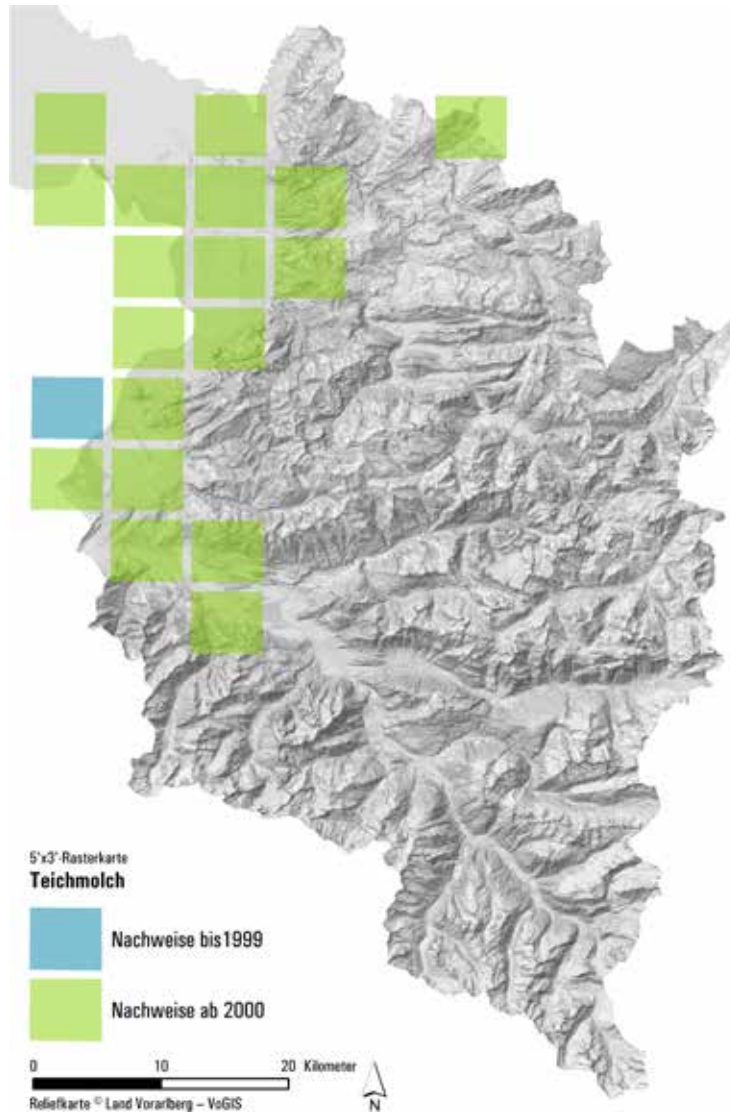 5'x3'-Rasterkarte
Teichmolch
Nachweise bis1999
Nachweise ab 2000
0 10 20 Kilometer
Reliefkarte © Land Vorarlberg – VoGIS
N